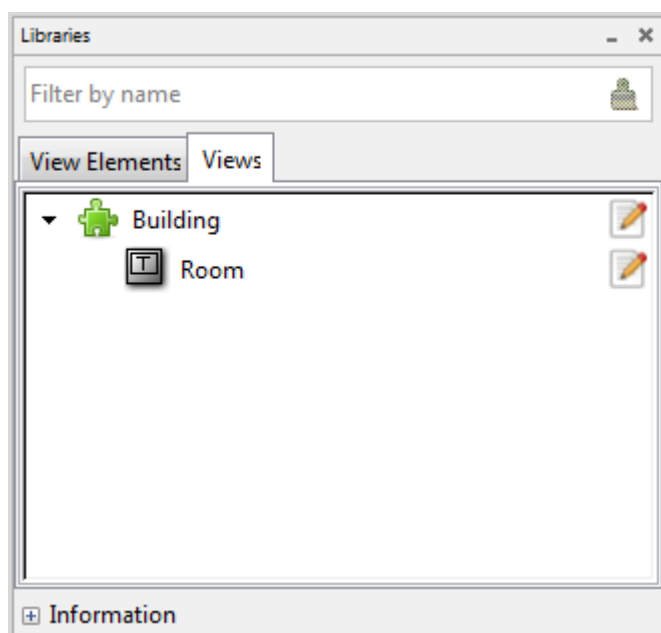 Libraries
Filter by name
View Elements Views
Building
T
Room
Information